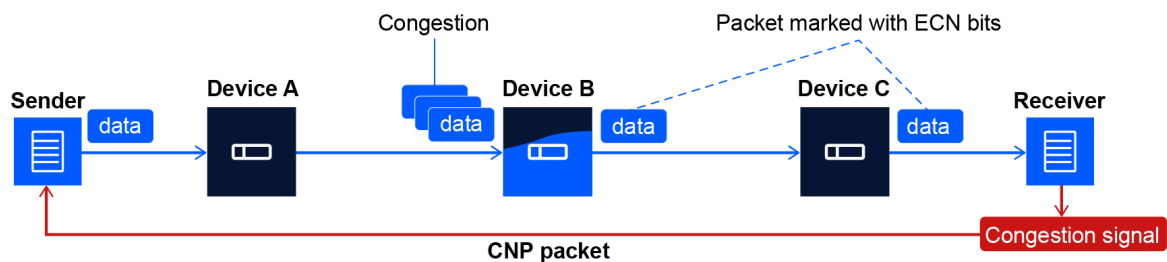 Congestion
Packet marked with ECN bits
Sender
Device A
Device B
Device C
Receiver
data
data
data
data
Congestion signal
CNP packet